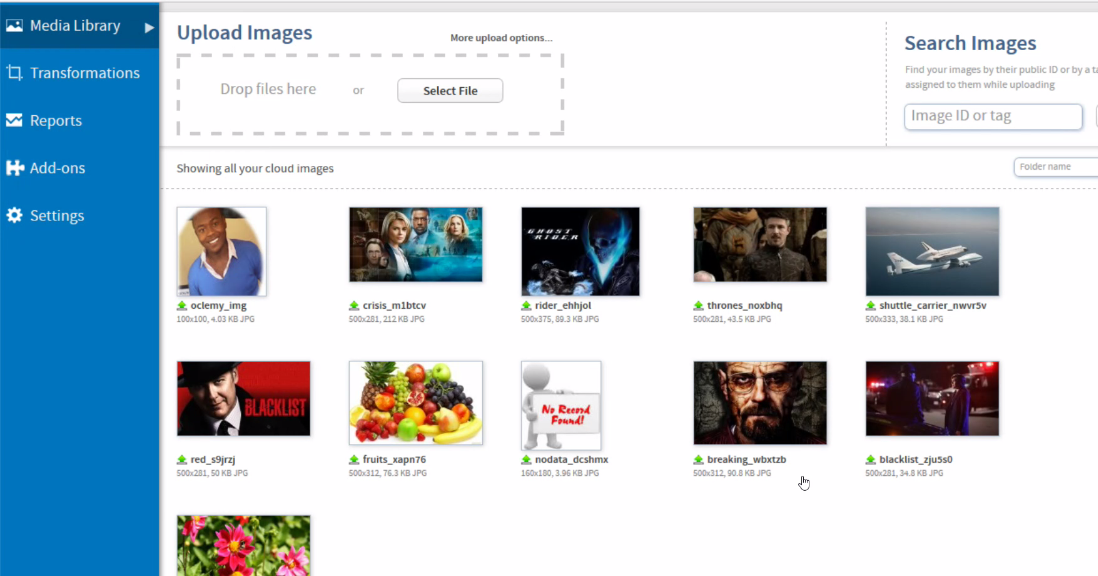 Media Library
Transformations
Reports
Add-ons
Settings
Upload Images
More upload options...
Drop files here or Select File
Search Images
Find your images by their public ID or by a ta
assigned to them while uploading
Image ID or tag
Showing all your cloud images
Folder name
GHOST RIDER
oclemy_img
100x100, 4.03 KB JPG
crisis_m1btcv
500x281, 212 KB JPG
rider_ehhjol
500x375, 89.3 KB JPG
thrones_noxbhq
500x281, 43.5 KB JPG
shuttle_carrier_nwvr5v
500x333, 38.1 KB JPG
BLACKLIST
No Record
Found!
red_s9jrzj
500x281, 50 KB JPG
fruits_xapn76
500x312, 76.3 KB JPG
nodata_dcshmx
160x180, 3.96 KB JPG
breaking_wbxtzb
500x312, 90.8 KB JPG
blacklist_zju5s0
500x281, 34.8 KB JPG